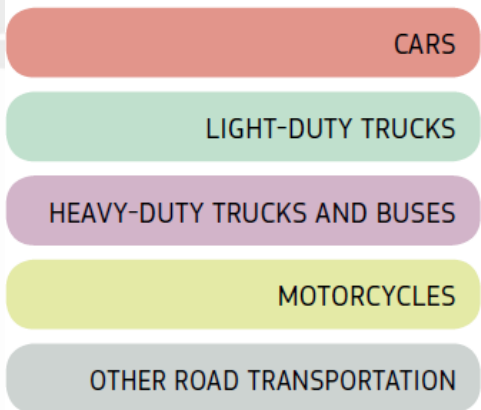 CARS
LIGHT-DUTY TRUCKS
HEAVY-DUTY TRUCKS AND BUSES
MOTORCYCLES
OTHER ROAD TRANSPORTATION